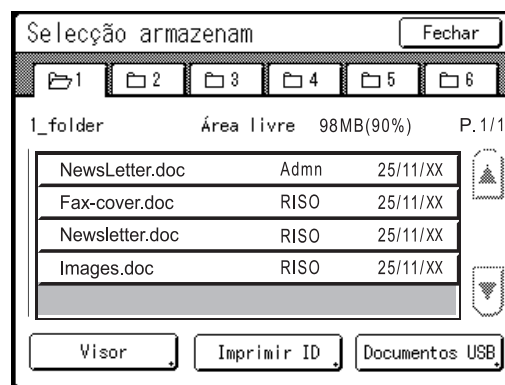 Selecção armazenam Fechar
1 2 3 4 5 6
1_folder Área livre 98MB(90%) P.1/1
NewsLetter.doc Admn 25/11/XX
Fax-cover.doc RISO 25/11/XX
Newsletter.doc RISO 25/11/XX
Images.doc RISO 25/11/XX
Visor Imprimir ID Documentos USB